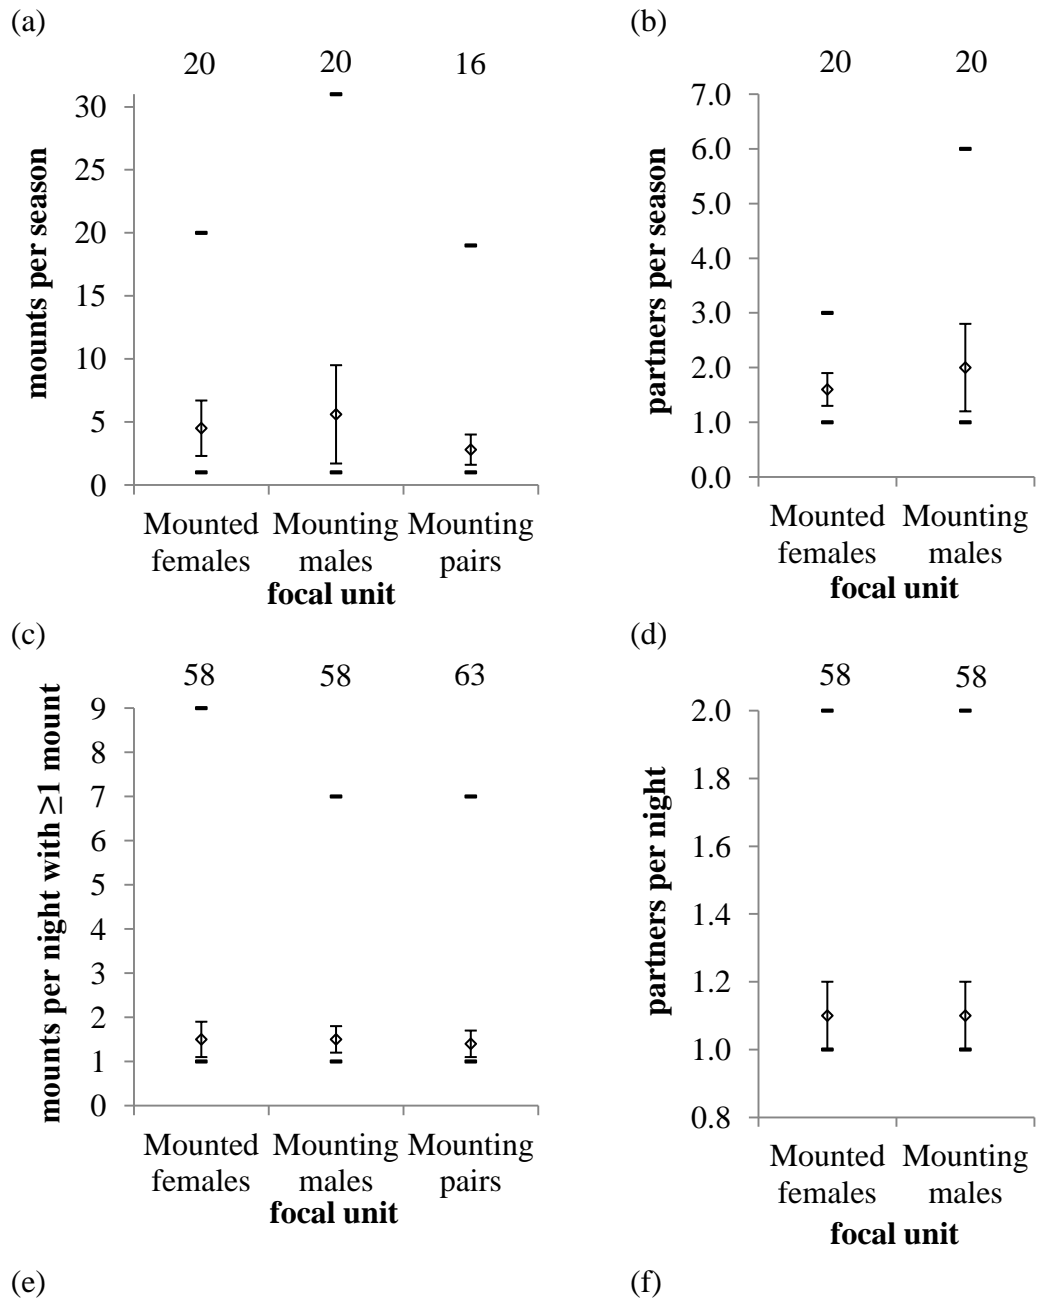 (a)
20 20 16
mounts per season
30
25
20
15
10
5
0
Mounted Mounting Mounting
females males pairs
focal unit
(b)
20 20
partners per season
7.0
6.0
5.0
4.0
3.0
2.0
1.0
0.0
Mounted Mounting
females males
focal unit
(c)
58 58 63
mounts per night with ≥1 mount
9
8
7
6
5
4
3
2
1
0
Mounted Mounting Mounting
females males pairs
focal unit
(d)
58 58
partners per night
2.0
1.8
1.6
1.4
1.2
1.0
0.8
Mounted Mounting
females males
focal unit
(e)
(f)